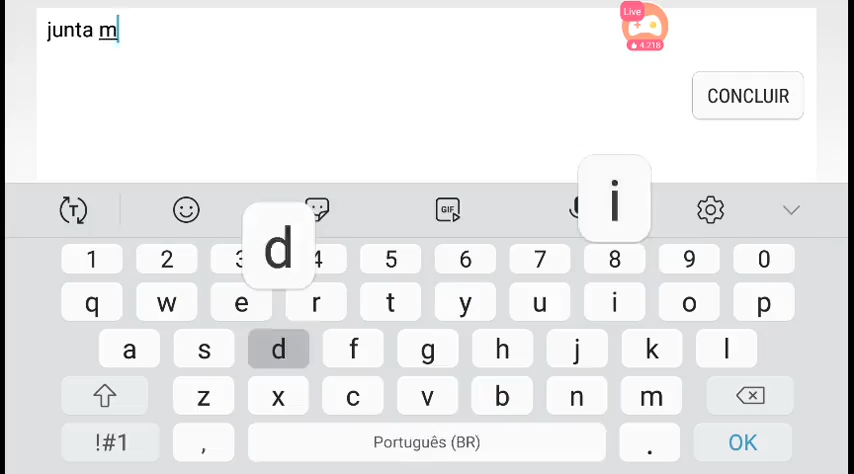 Live
junta m
4.218
CONCLUIR
T
GIF
d
i
1 2 3 4 5 6 7 8 9 0
q w e r t y u i o p
a s d f g h j k l
z x c v b n m
!#1 , Português (BR) . OK